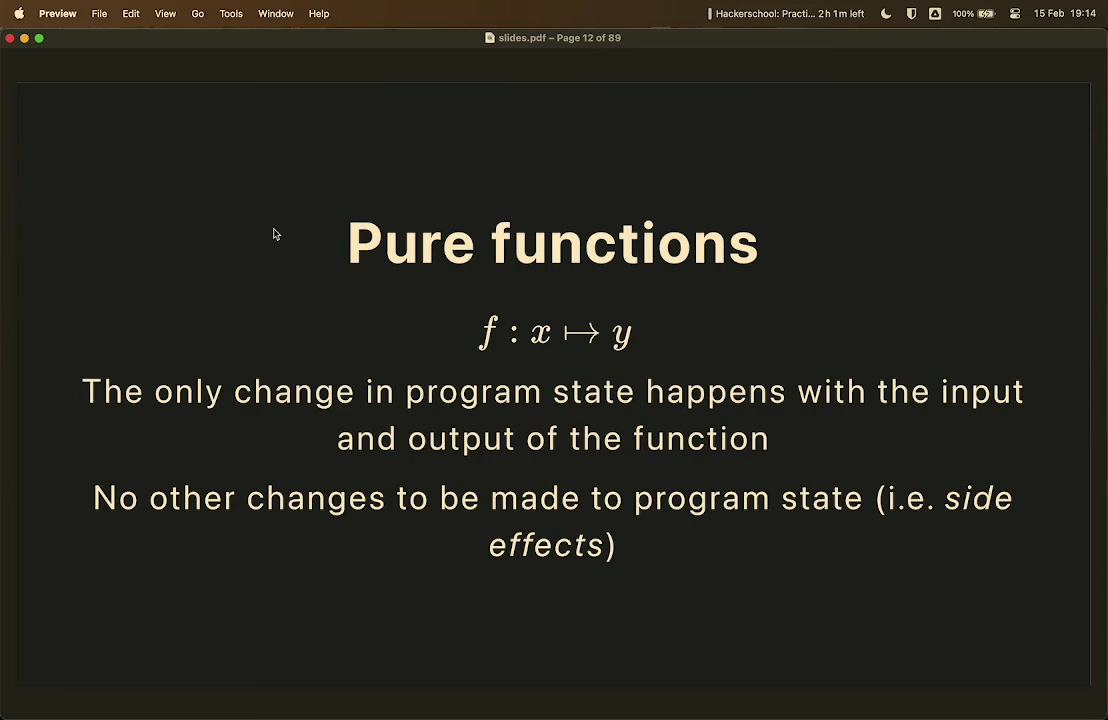 Preview File Edit View Go Tools Window Help Hackerschool: Practi... 2 h 1 m left 100% 15 Feb 19:14
slides.pdf – Page 12 of 89
Pure functions
f : x ↦ y
The only change in program state happens with the input
and output of the function
No other changes to be made to program state (i.e. side
effects)